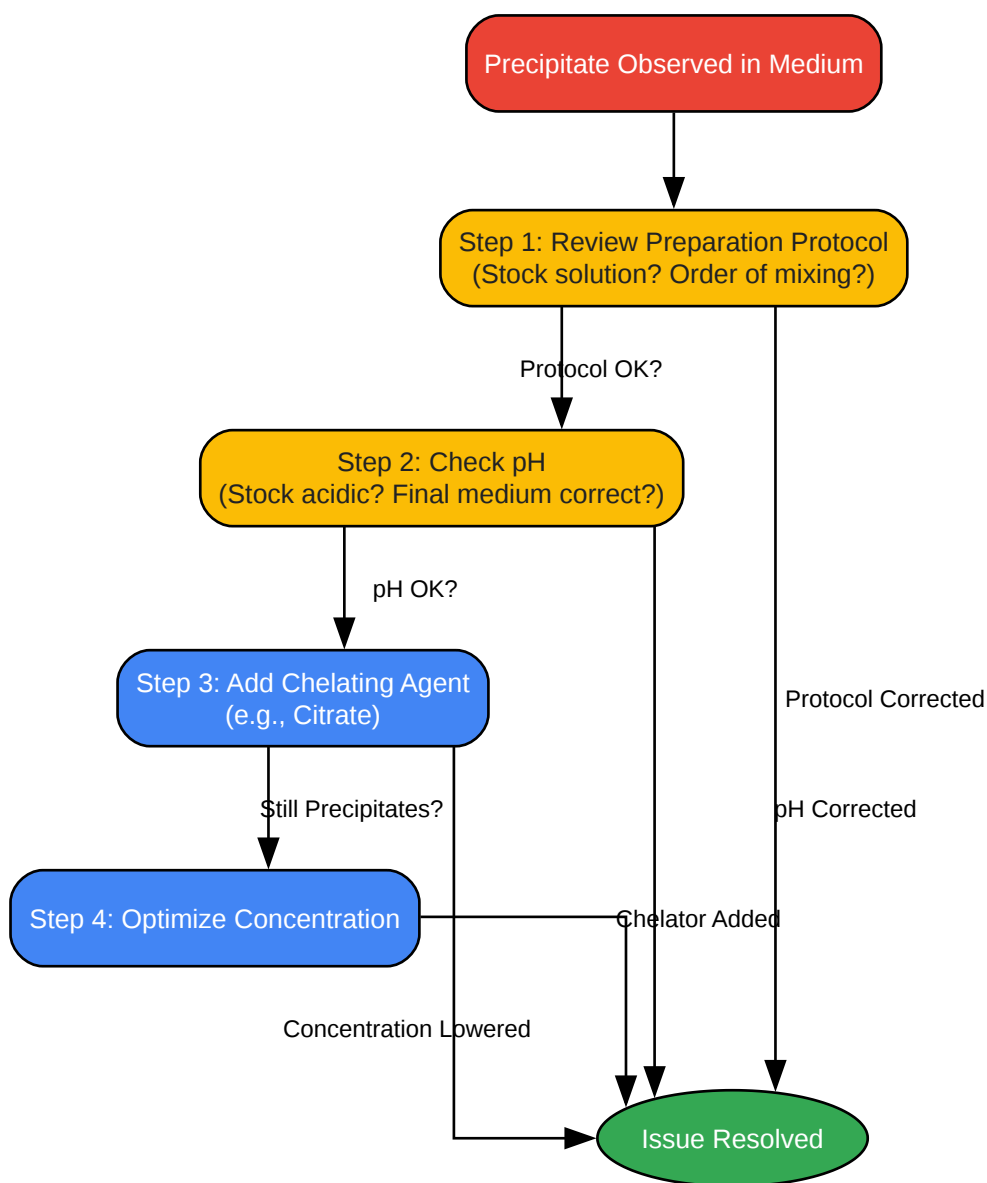 Precipitate Observed in Medium
Step 1: Review Preparation Protocol
(Stock solution? Order of mixing?)
Protocol OK?
Step 2: Check pH
(Stock acidic? Final medium correct?)
pH OK?
Step 3: Add Chelating Agent
(e.g., Citrate)
Protocol Corrected
Still Precipitates?
pH Corrected
Step 4: Optimize Concentration
Chelator Added
Concentration Lowered
Issue Resolved